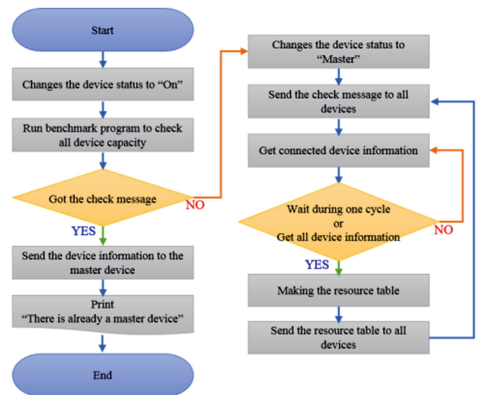 Start
Changes the device status to "On"
Run benchmark program to check
all device capacity
Got the check message
NO
YES
Send the device information to the
master device
Print
"There is already a master device"
End
Changes the device status to
"Master"
Send the check message to all
devices
Get connected device information
Wait during one cycle
or
Get all device information
NO
YES
Making the resource table
Send the resource table to all
devices